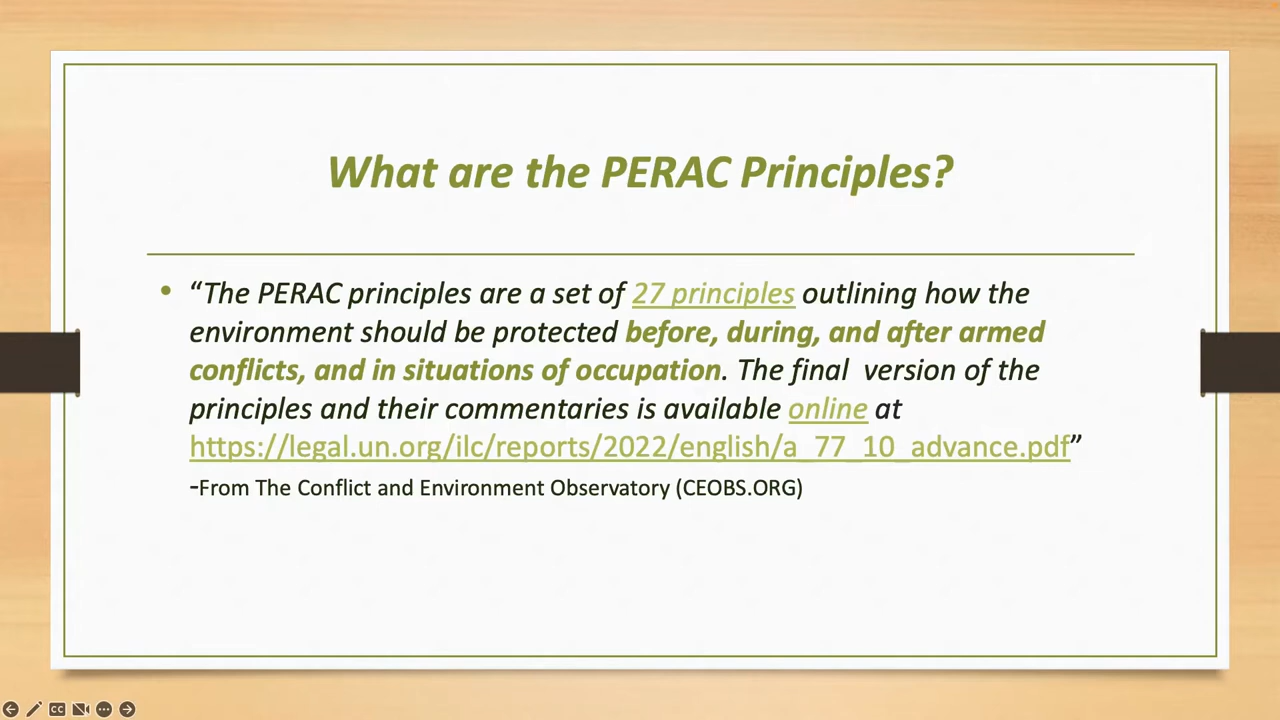 What are the PERAC Principles?
• “The PERAC principles are a set of 27 principles outlining how the
environment should be protected before, during, and after armed
conflicts, and in situations of occupation. The final  version of the
principles and their commentaries is available online at
https://legal.un.org/ilc/reports/2022/english/a_77_10_advance.pdf”
-From The Conflict and Environment Observatory (CEOBS.ORG)
CC